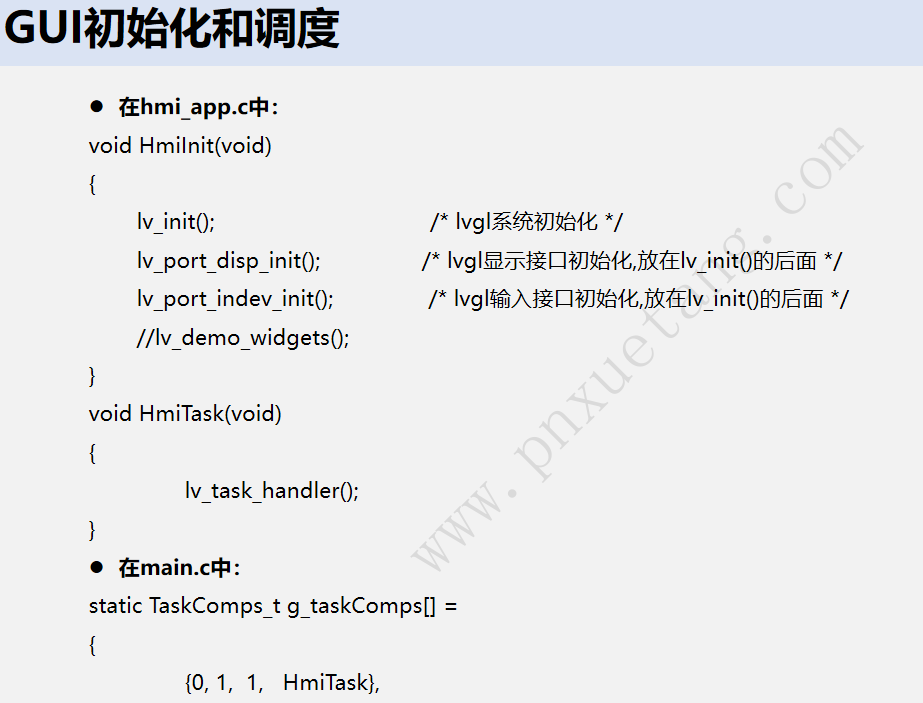 GUI初始化和调度
● 在hmi_app.c中：
void HmiInit(void)
{
lv_init(); /* lvgl系统初始化 */
lv_port_disp_init(); /* lvgl显示接口初始化,放在lv_init()的后面 */
lv_port_indev_init(); /* lvgl输入接口初始化,放在lv_init()的后面 */
//lv_demo_widgets();
}
void HmiTask(void)
{
lv_task_handler();
}
● 在main.c中：
static TaskComps_t g_taskComps[] =
{
{0, 1, 1, HmiTask},
www.pnxuetang.com